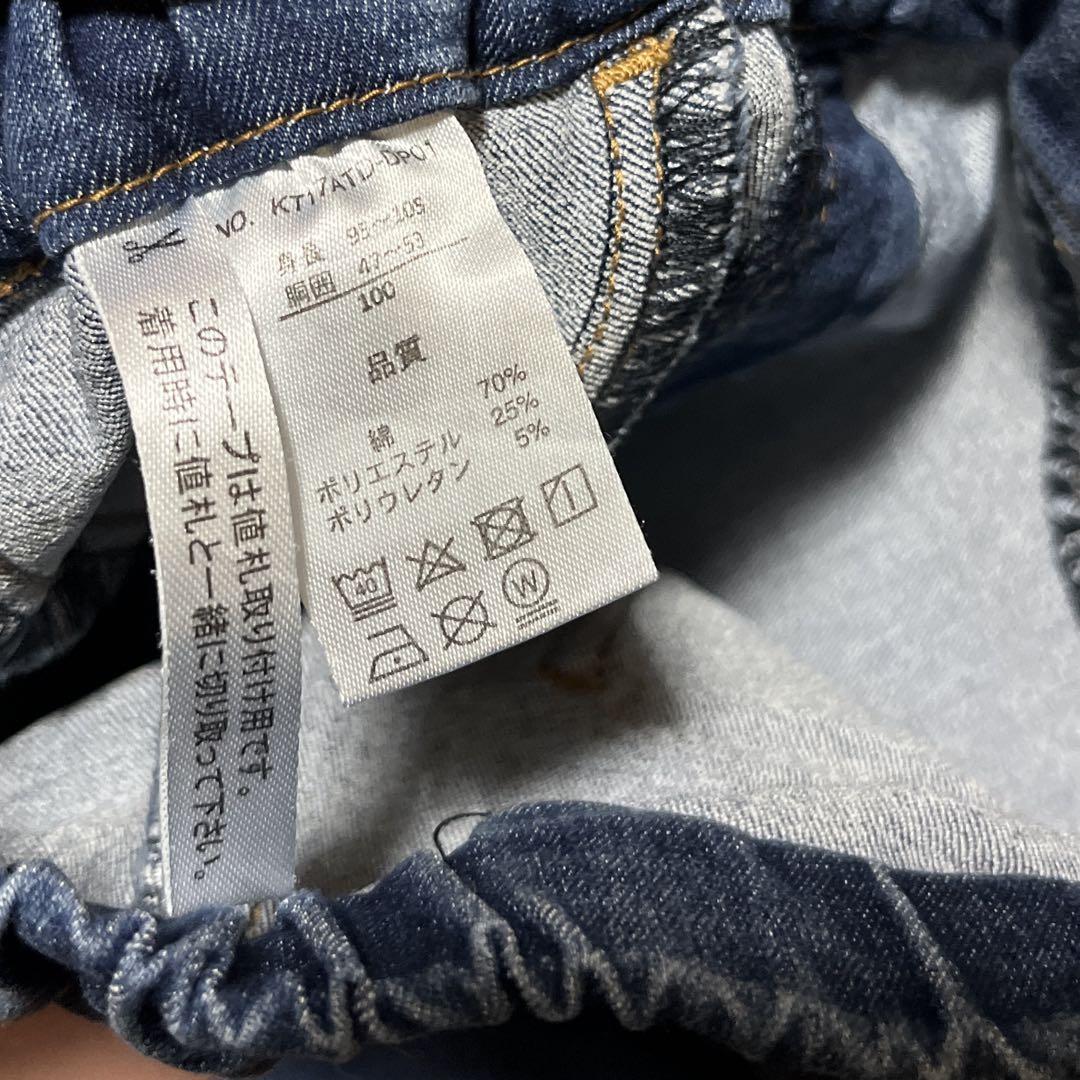 NO. KT17ATD-DP01
身長 95〜105
胴囲 47〜53
100
品質
綿 70%
ポリエステル 25%
ポリウレタン 5%
40
W
このテープは値札取り付け用です。
着用時に値札と一緒に切り取って下さい。